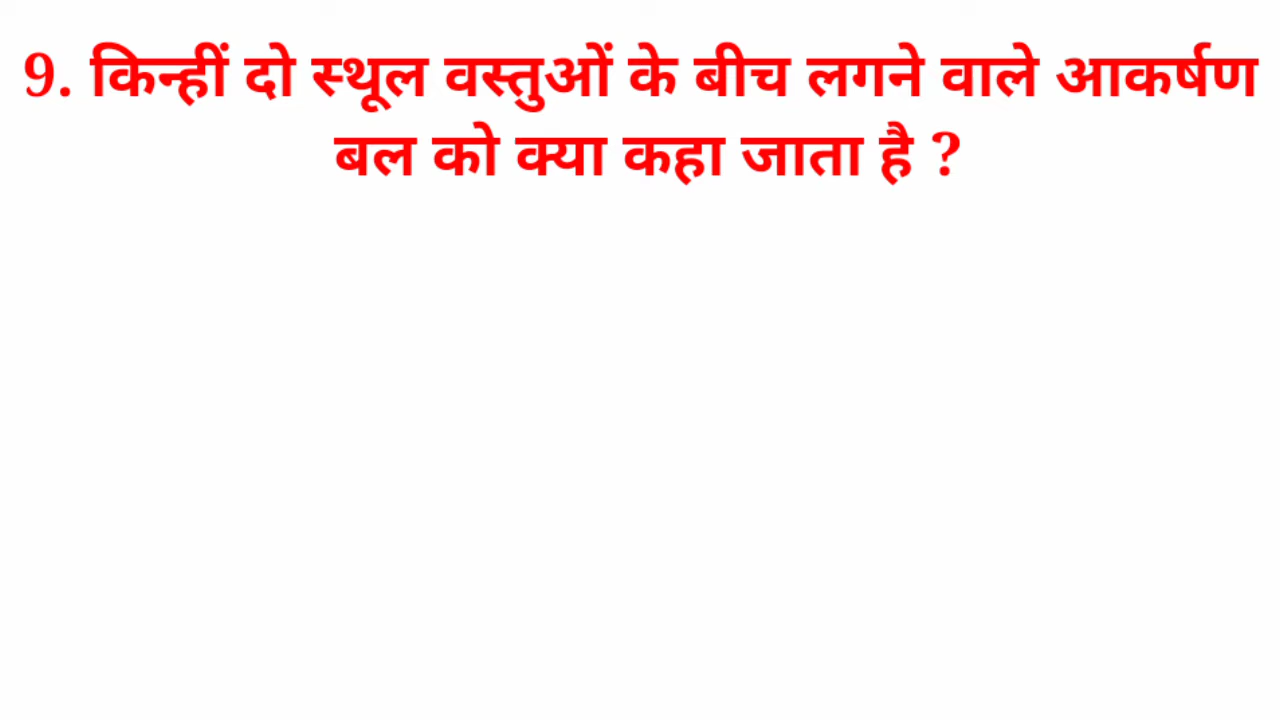 9. किन्हीं दो स्थूल वस्तुओं के बीच लगने वाले आकर्षण
बल को क्या कहा जाता है ?